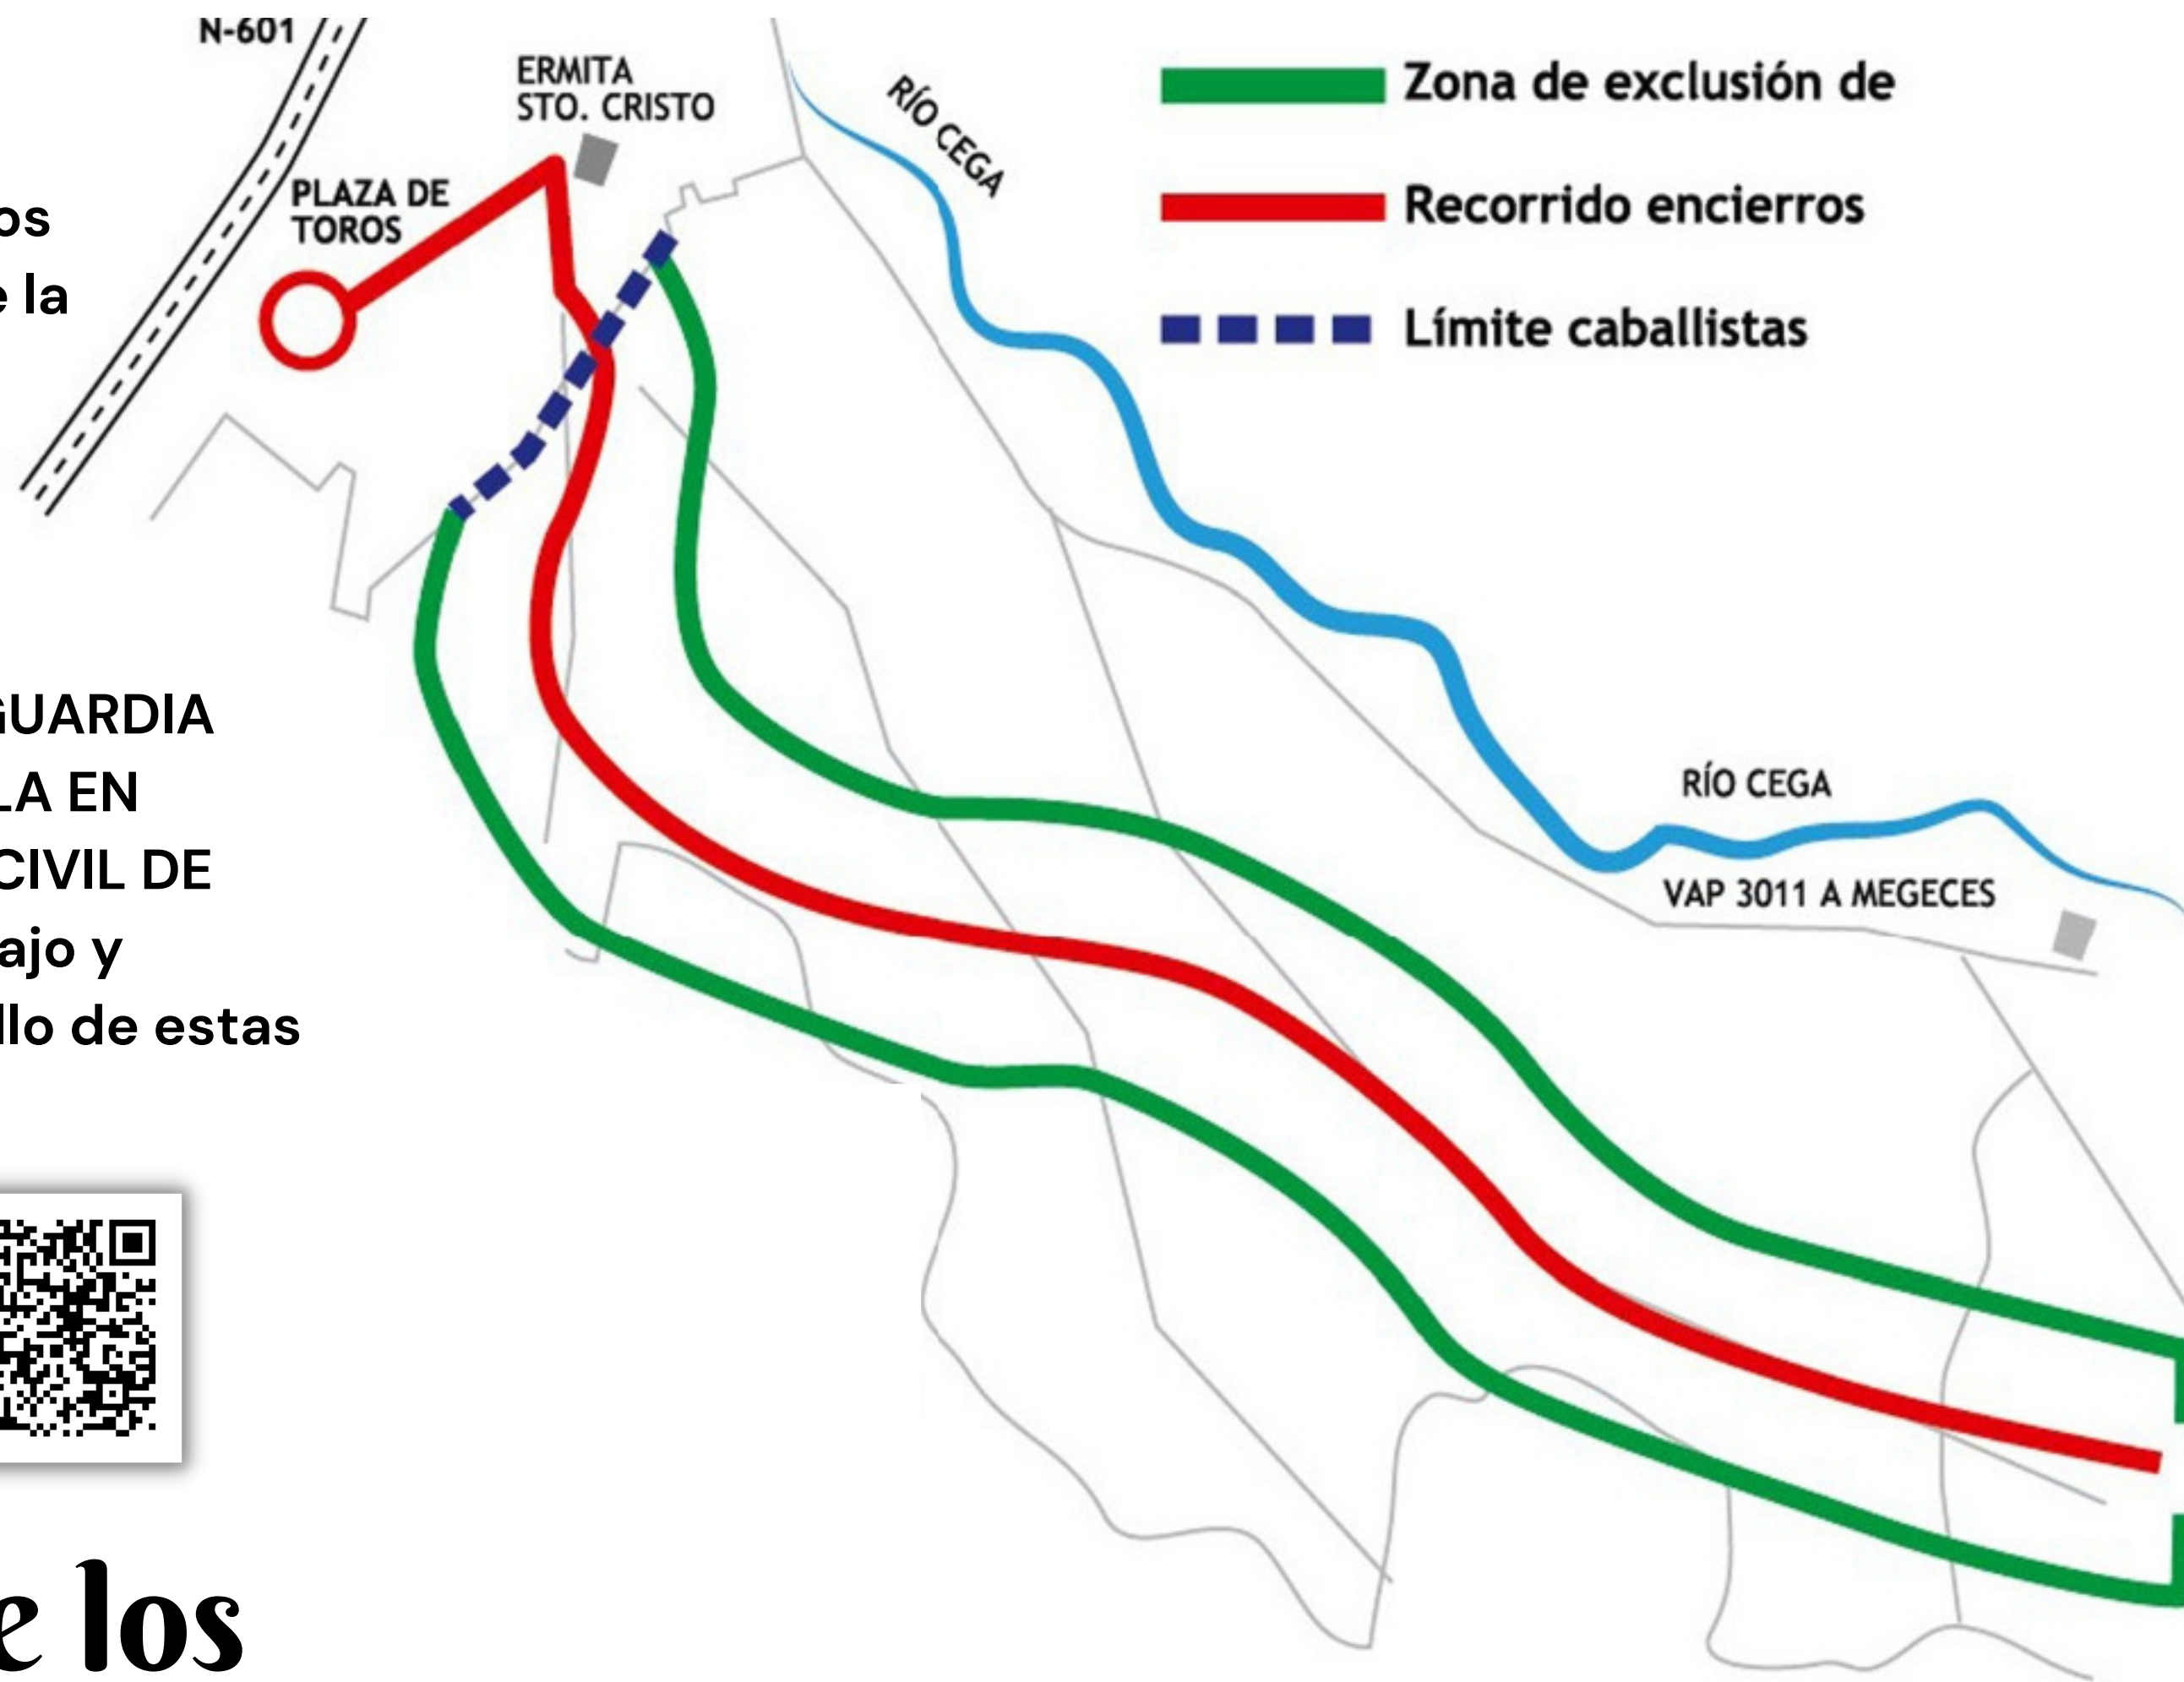 N-601
ERMITA
STO. CRISTO
PLAZA DE
TOROS
RÍO CEGA
Zona de exclusión de
Recorrido encierros
Límite caballistas
RÍO CEGA
VAP 3011 A MEGECES
os
e la
GUARDIA
LA EN
CIVIL DE
ajo y
llo de estas
e los